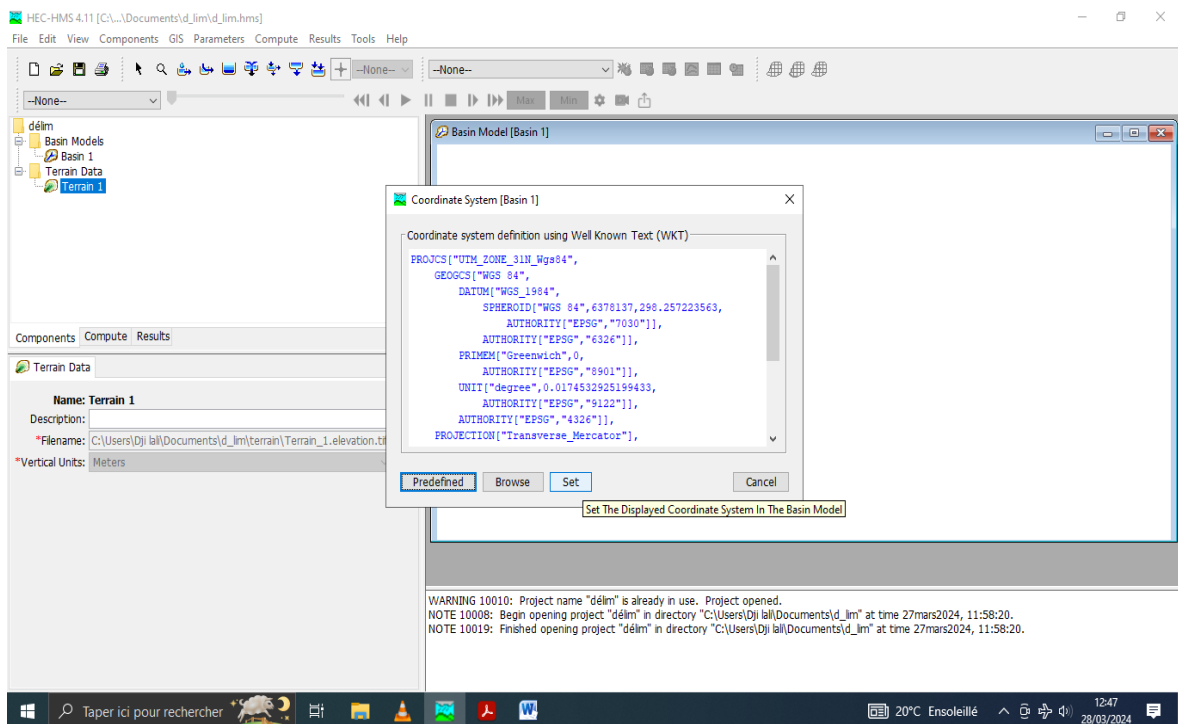 HEC-HMS 4.11 [C:\...\Documents\d_lim\d_lim.hms]
File Edit View Components GIS Parameters Compute Results Tools Help
--None-- --None--
--None-- Max Min
délim
Basin Models
Basin 1
Terrain Data
Terrain 1
Components Compute Results
Terrain Data
Name: Terrain 1
Description:
*Filename: C:\Users\Dji lali\Documents\d_lim\terrain\Terrain_1.elevation.tif
*Vertical Units: Meters
Basin Model [Basin 1]
Coordinate System [Basin 1]
Coordinate system definition using Well Known Text (WKT)
PROJCS["UTM_ZONE_31N_Wgs84",
GEOGCS["WGS 84",
DATUM["WGS_1984",
SPHEROID["WGS 84",6378137,298.257223563,
AUTHORITY["EPSG","7030"]],
AUTHORITY["EPSG","6326"]],
PRIMEM["Greenwich",0,
AUTHORITY["EPSG","8901"]],
UNIT["degree",0.0174532925199433,
AUTHORITY["EPSG","9122"]],
AUTHORITY["EPSG","4326"]],
PROJECTION["Transverse_Mercator"],
Predefined Browse Set Cancel
Set The Displayed Coordinate System In The Basin Model
WARNING 10010: Project name "délim" is already in use. Project opened.
NOTE 10008: Begin opening project "délim" in directory "C:\Users\Dji lali\Documents\d_lim" at time 27mars2024, 11:58:20.
NOTE 10019: Finished opening project "délim" in directory "C:\Users\Dji lali\Documents\d_lim" at time 27mars2024, 11:58:20.
Taper ici pour rechercher
20°C Ensoleillé
12:47
28/03/2024